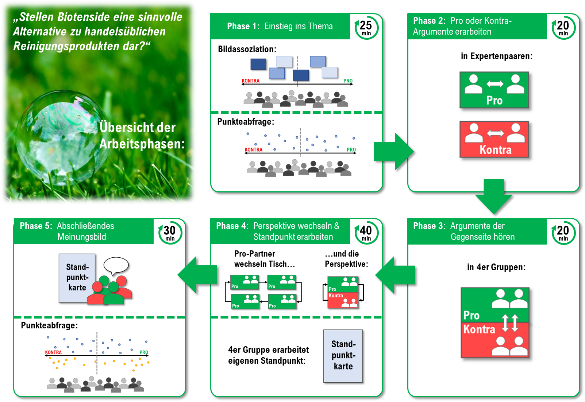 „Stellen Biotenside eine sinnvolle
Alternative zu handelsüblichen
Reinigungsprodukten dar?“
Übersicht der
Arbeitsphasen:
Phase 1: Einstieg ins Thema
25
min
Bildassoziation:
KONTRA
PRO
Punkteabfrage:
KONTRA
PRO
Phase 2: Pro oder Kontra-
Argumente erarbeiten
20
min
in Expertenpaaren:
Pro
Kontra
Phase 3: Argumente der
Gegenseite hören
20
min
in 4er Gruppen:
Pro
Kontra
Phase 4: Perspektive wechseln &
Standpunkt erarbeiten
40
min
Pro-Partner
wechseln Tisch…
Pro
Pro
Pro
Pro
…und die
Perspektive:
Pro
Kontra
4er Gruppe erarbeitet
eigenen Standpunkt:
Stand-
punkt-
karte
Phase 5: Abschließendes
Meinungsbild
30
min
Stand-
punkt-
karte
Punkteabfrage:
KONTRA
PRO